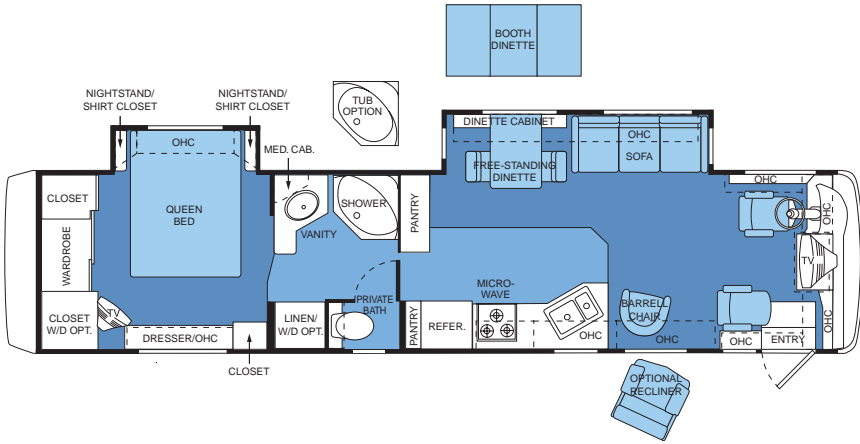 BOOTH
DINETTE
NIGHTSTAND/
SHIRT CLOSET
NIGHTSTAND/
SHIRT CLOSET
TUB
OPTION
DINETTE CABINET
OHC
OHC
SOFA
MED. CAB.
FREE-STANDING
DINETTE
OHC
CLOSET
QUEEN
BED
SHOWER
PANTRY
OHC
WARDROBE
VANITY
TV
MICRO-
WAVE
PRIVATE
BATH
BARRELL
CHAIR
CLOSET
W/D OPT.
TV
LINEN/
W/D OPT.
PANTRY
REFER.
DRESSER/OHC
OHC
OHC
OHC
ENTRY
OHC
CLOSET
OPTIONAL
RECLINER